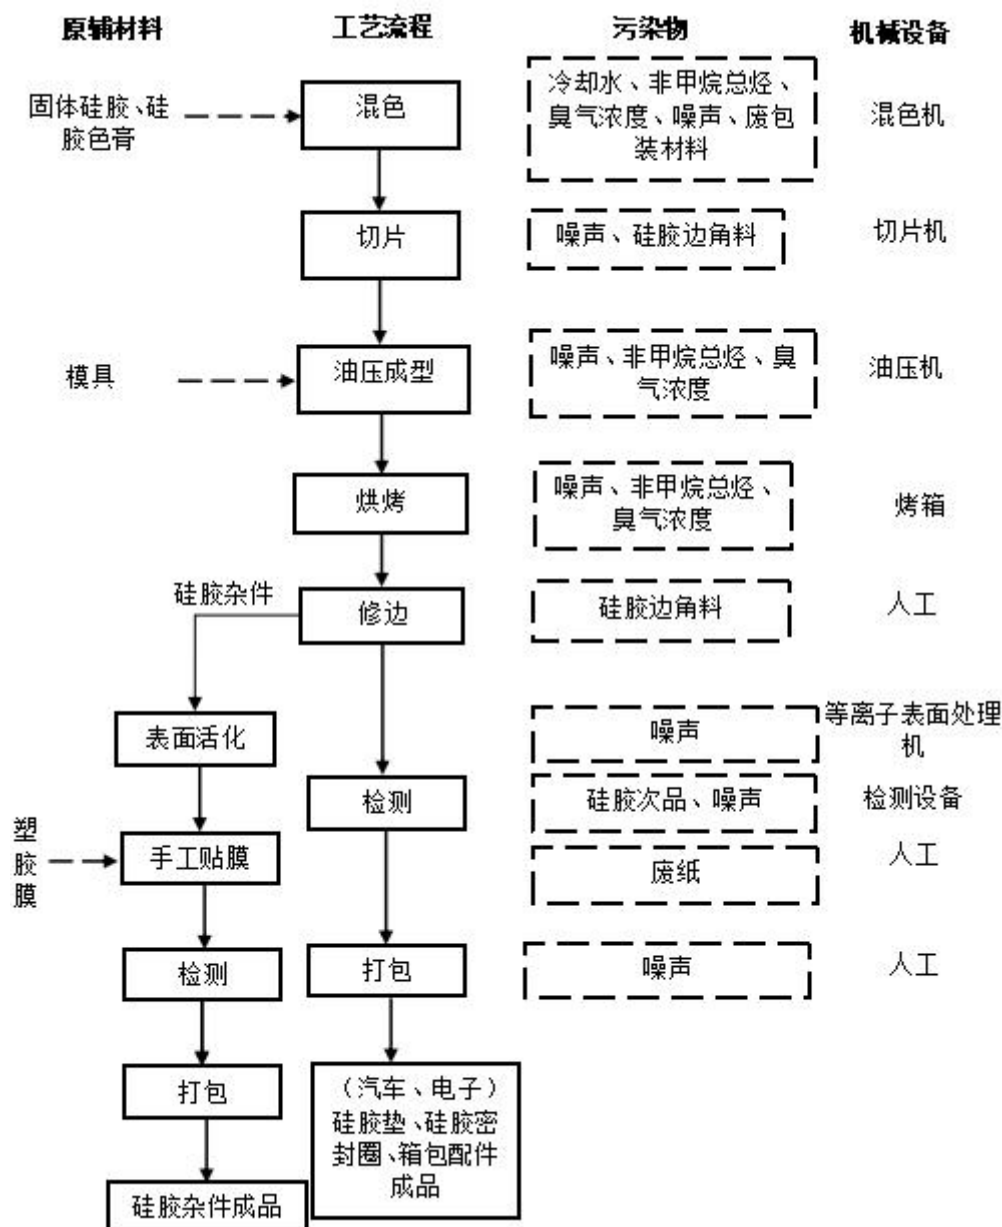 原辅材料
工艺流程
污染物
机械设备
固体硅胶、硅
胶色膏
混色
冷却水、非甲烷总烃、
臭气浓度、噪声、废包
装材料
混色机
切片
噪声、硅胶边角料
切片机
模具
油压成型
噪声、非甲烷总烃、臭
气浓度
油压机
烘烤
噪声、非甲烷总烃、
臭气浓度
烤箱
硅胶杂件
修边
硅胶边角料
人工
表面活化
噪声
等离子表面处理
机
检测
硅胶次品、噪声
检测设备
塑
胶
膜
手工贴膜
废纸
人工
检测
打包
噪声
人工
打包
（汽车、电子）
硅胶垫、硅胶密
封圈、箱包配件
成品
硅胶杂件成品